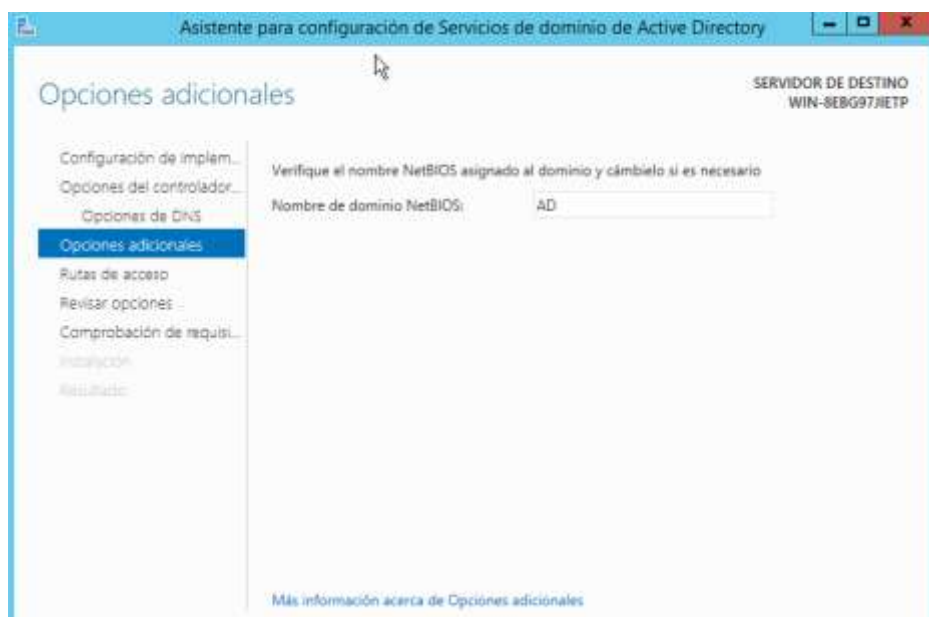 Asistente para configuración de Servicios de dominio de Active Directory
Opciones adicionales
SERVIDOR DE DESTINO
WIN-8EBG97JIETP
Configuración de implem...
Opciones del controlador...
Opciones de DNS
Opciones adicionales
Rutas de acceso
Revisar opciones
Comprobación de requisi...
Instalación
Resultado
Verifique el nombre NetBIOS asignado al dominio y cámbielo si es necesario
Nombre de dominio NetBIOS: AD
Más información acerca de Opciones adicionales